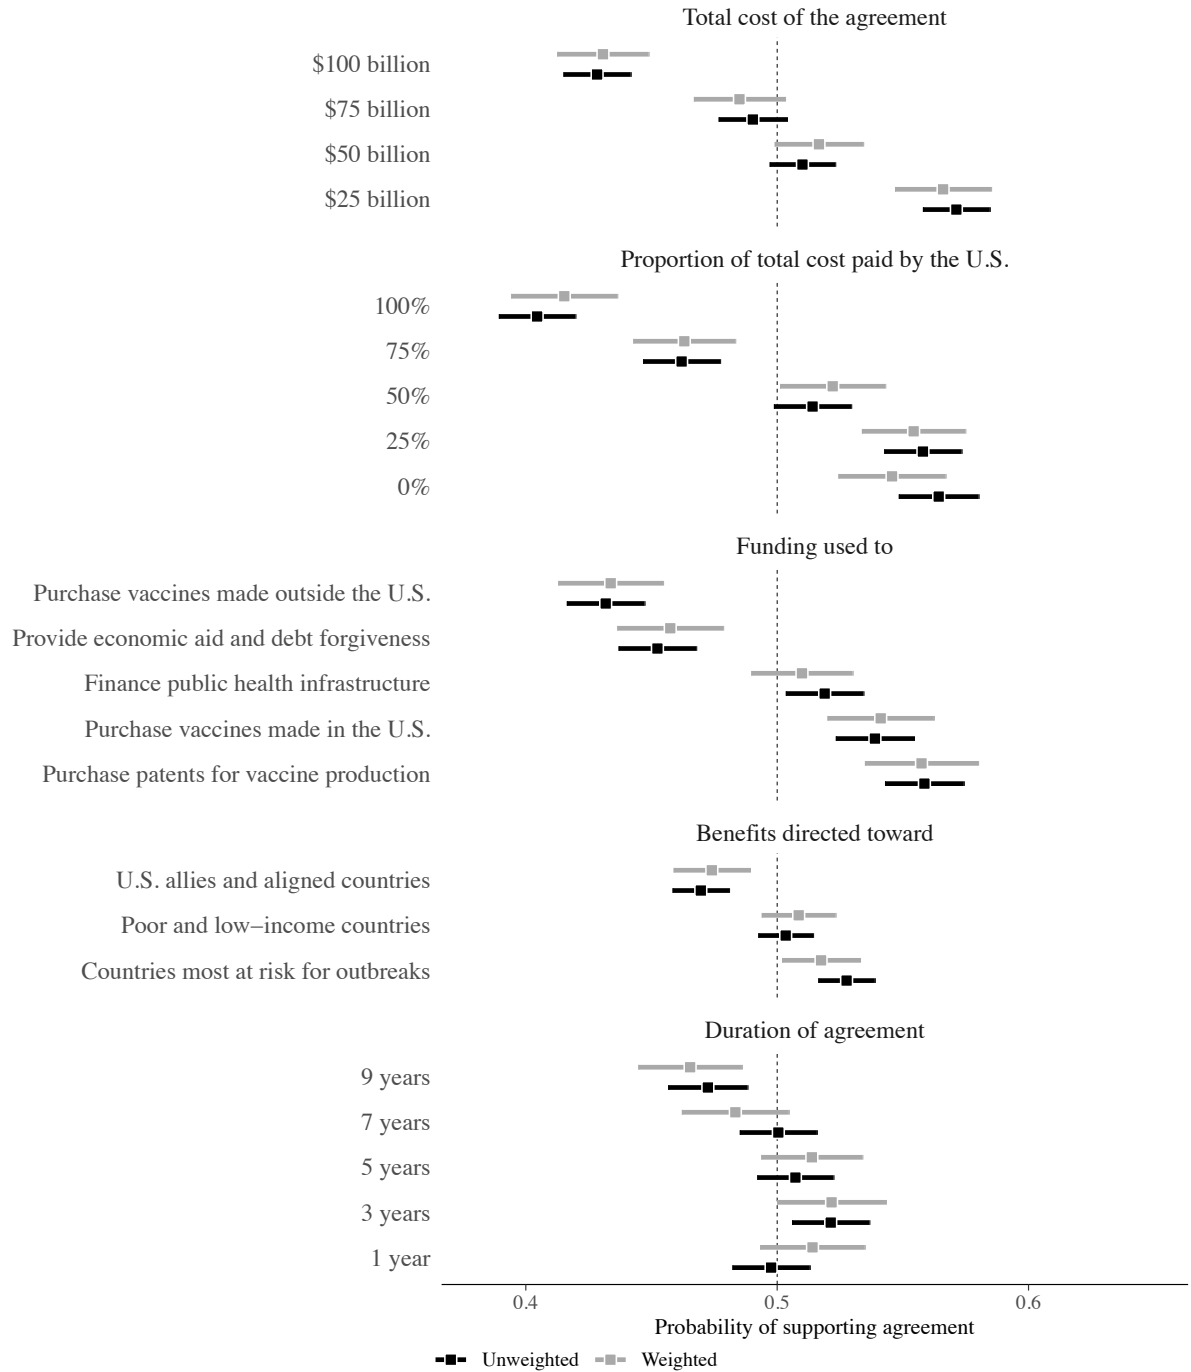 Total cost of the agreement
$100 billion
$75 billion
$50 billion
$25 billion
Proportion of total cost paid by the U.S.
100%
75%
50%
25%
0%
Funding used to
Purchase vaccines made outside the U.S.
Provide economic aid and debt forgiveness
Finance public health infrastructure
Purchase vaccines made in the U.S.
Purchase patents for vaccine production
Benefits directed toward
U.S. allies and aligned countries
Poor and low−income countries
Countries most at risk for outbreaks
Duration of agreement
9 years
7 years
5 years
3 years
1 year
0.4 0.5 0.6
Probability of supporting agreement
Unweighted Weighted